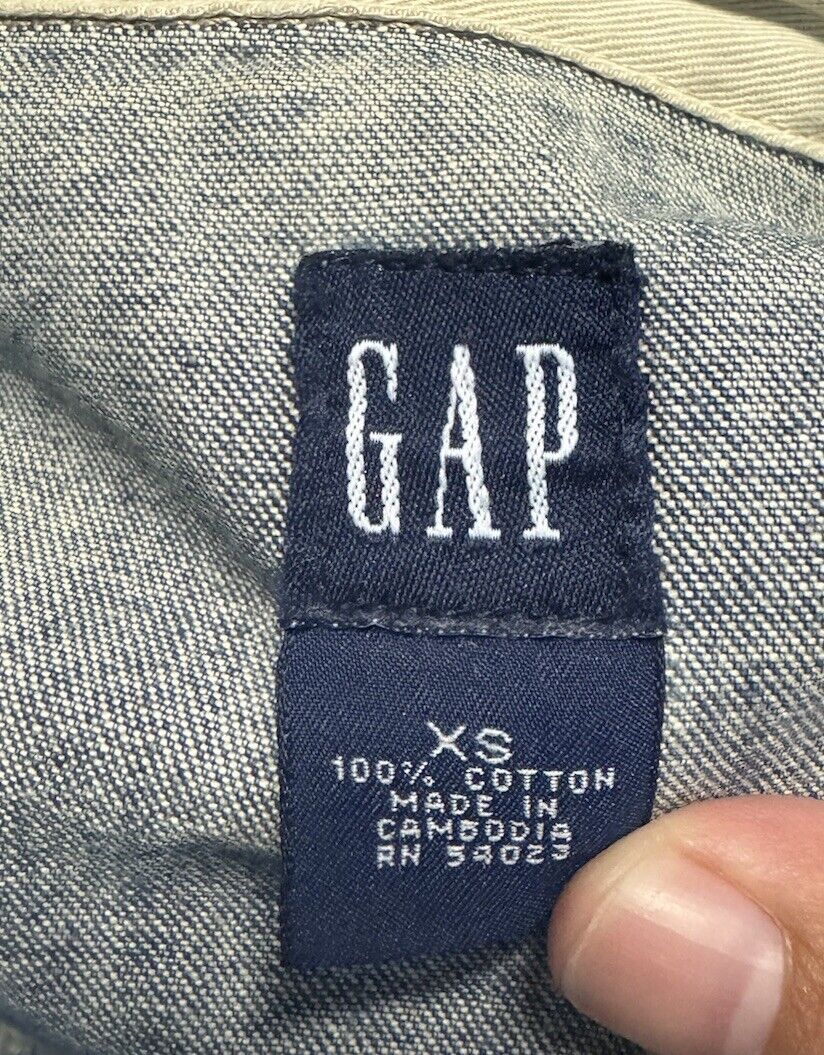 GAP
XS
100% COTTON
MADE IN
CAMBODIA
RN 54023